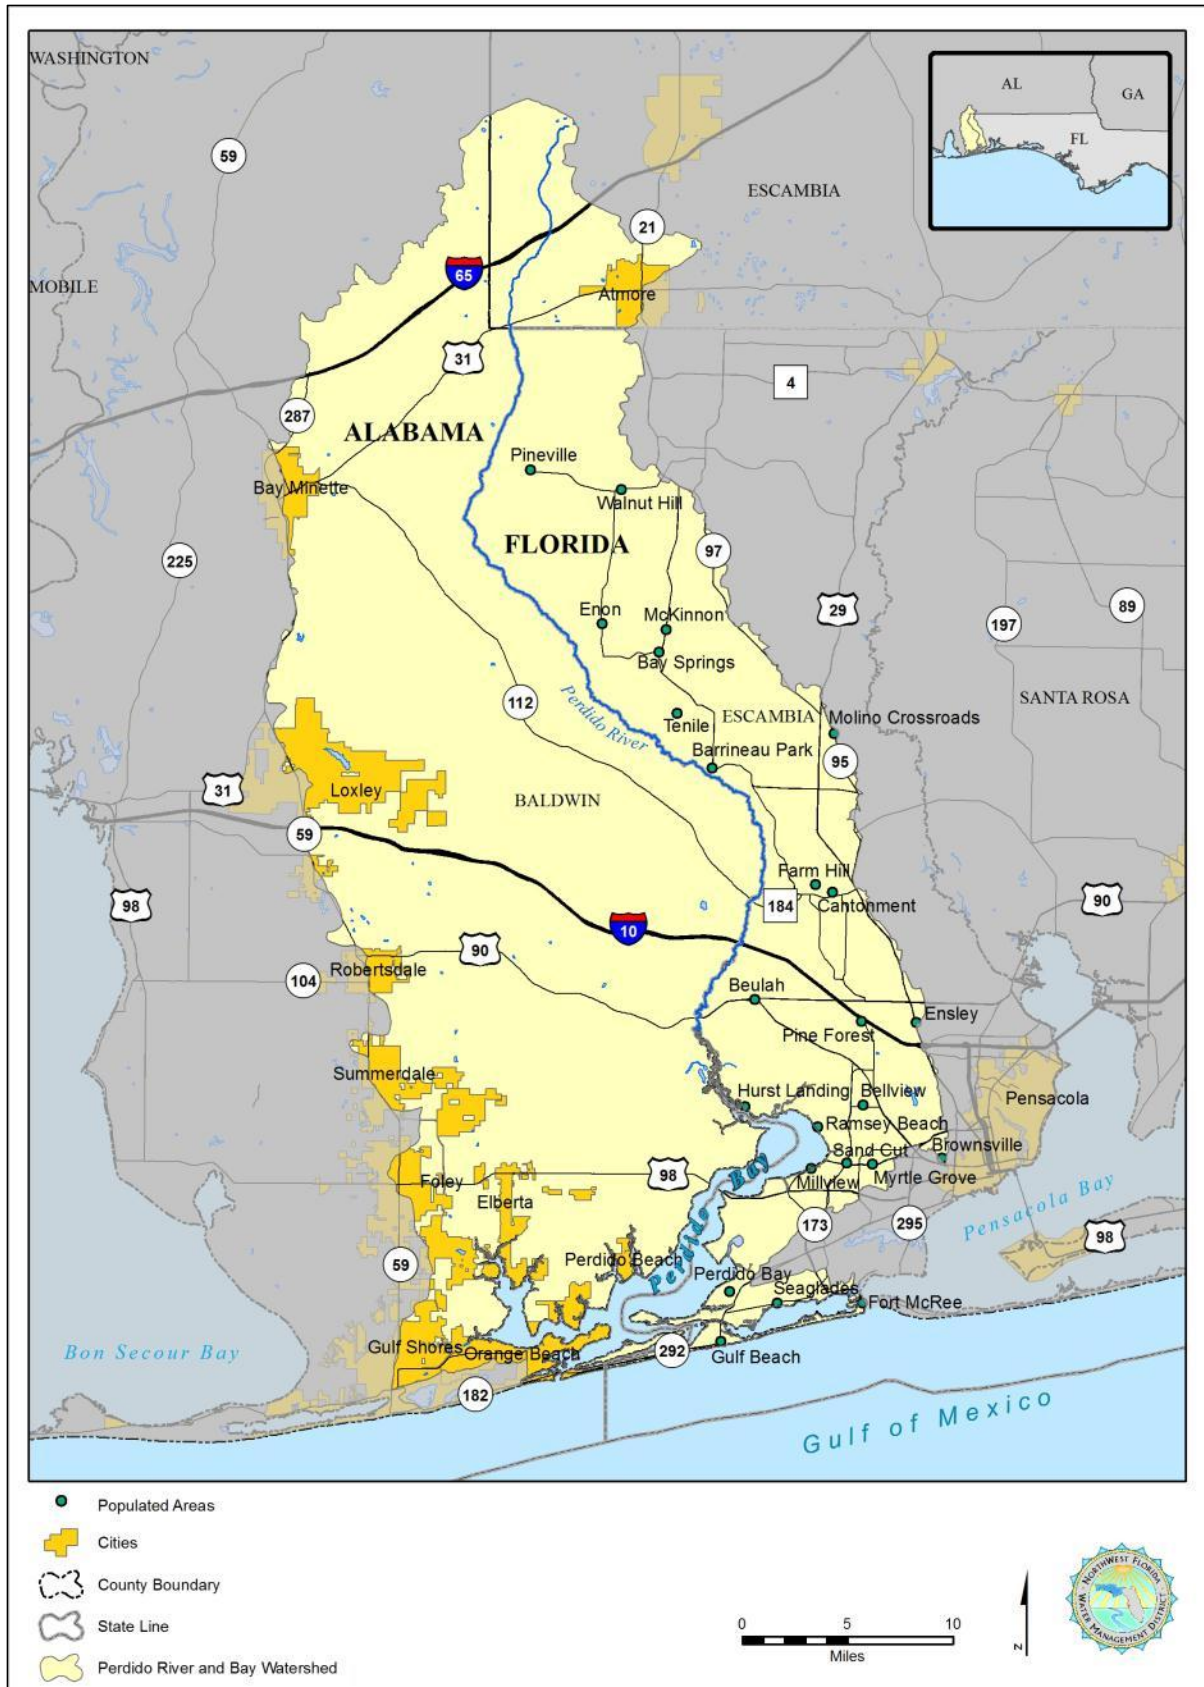 WASHINGTON
59
AL
GA
FL
ESCAMBIA
21
65
MOBILE
Atmore
31
4
287
ALABAMA
Pineville
Bay Minette
Walnut Hill
FLORIDA
97
225
Enon
McKinnon
29
89
197
Bay Springs
SANTA ROSA
112
Perdido River
Tenile
ESCAMBIA
Molino Crossroads
Barrineau Park
95
31
Loxley
BALDWIN
59
Farm Hill
98
184
Cantonment
90
10
90
Robertsdale
104
Beulah
Pine Forest
Ensley
Summerdale
Hurst Landing
Bellview
Pensacola
Ramsey Beach
Sand Cut
Brownsville
98
Perdido Bay
Millview
Myrtle Grove
Foley
Elberta
173
295
Pensacola Bay
98
59
Perdido Beach
Perdido Bay
Seaglades
Fort McRee
Bon Secour Bay
Gulf Shores
Orange Beach
292
Gulf Beach
182
Gulf of Mexico
Populated Areas
Cities
County Boundary
State Line
Perdido River and Bay Watershed
0 5 10
Miles
N
NORTHWEST FLORIDA
WATER MANAGEMENT DISTRICT